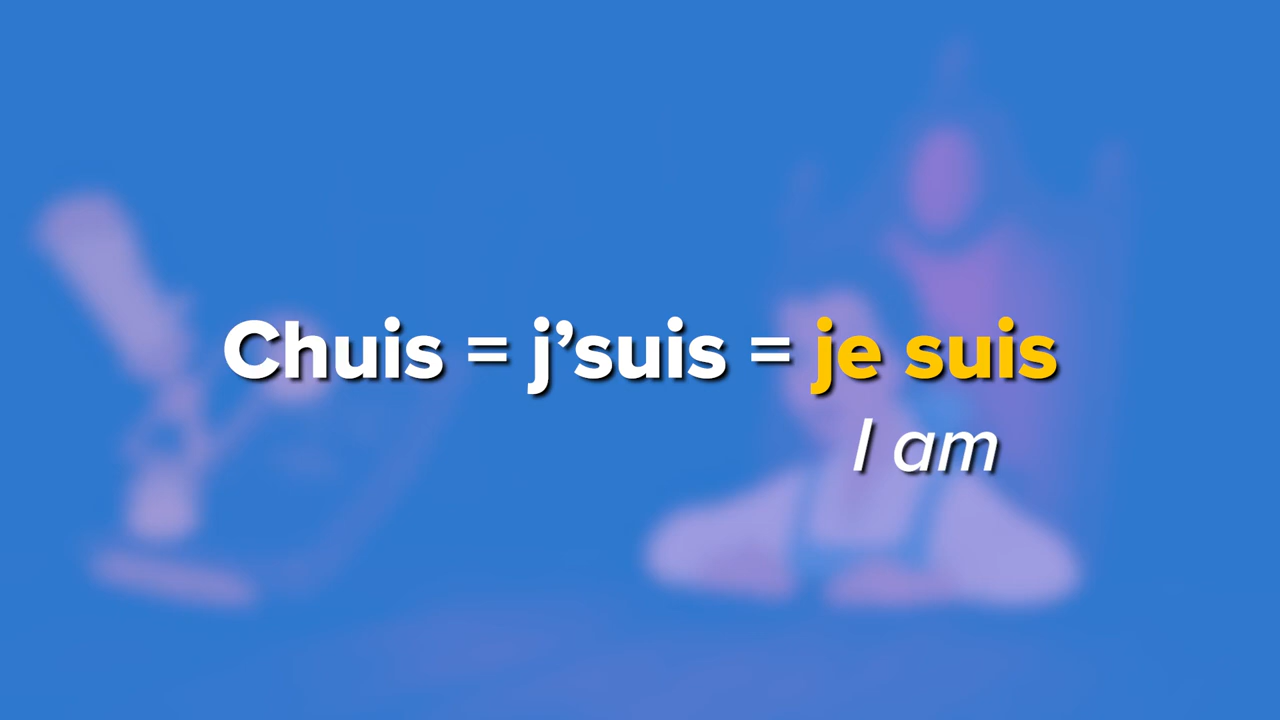 Chuis = j’suis = je suis
I am